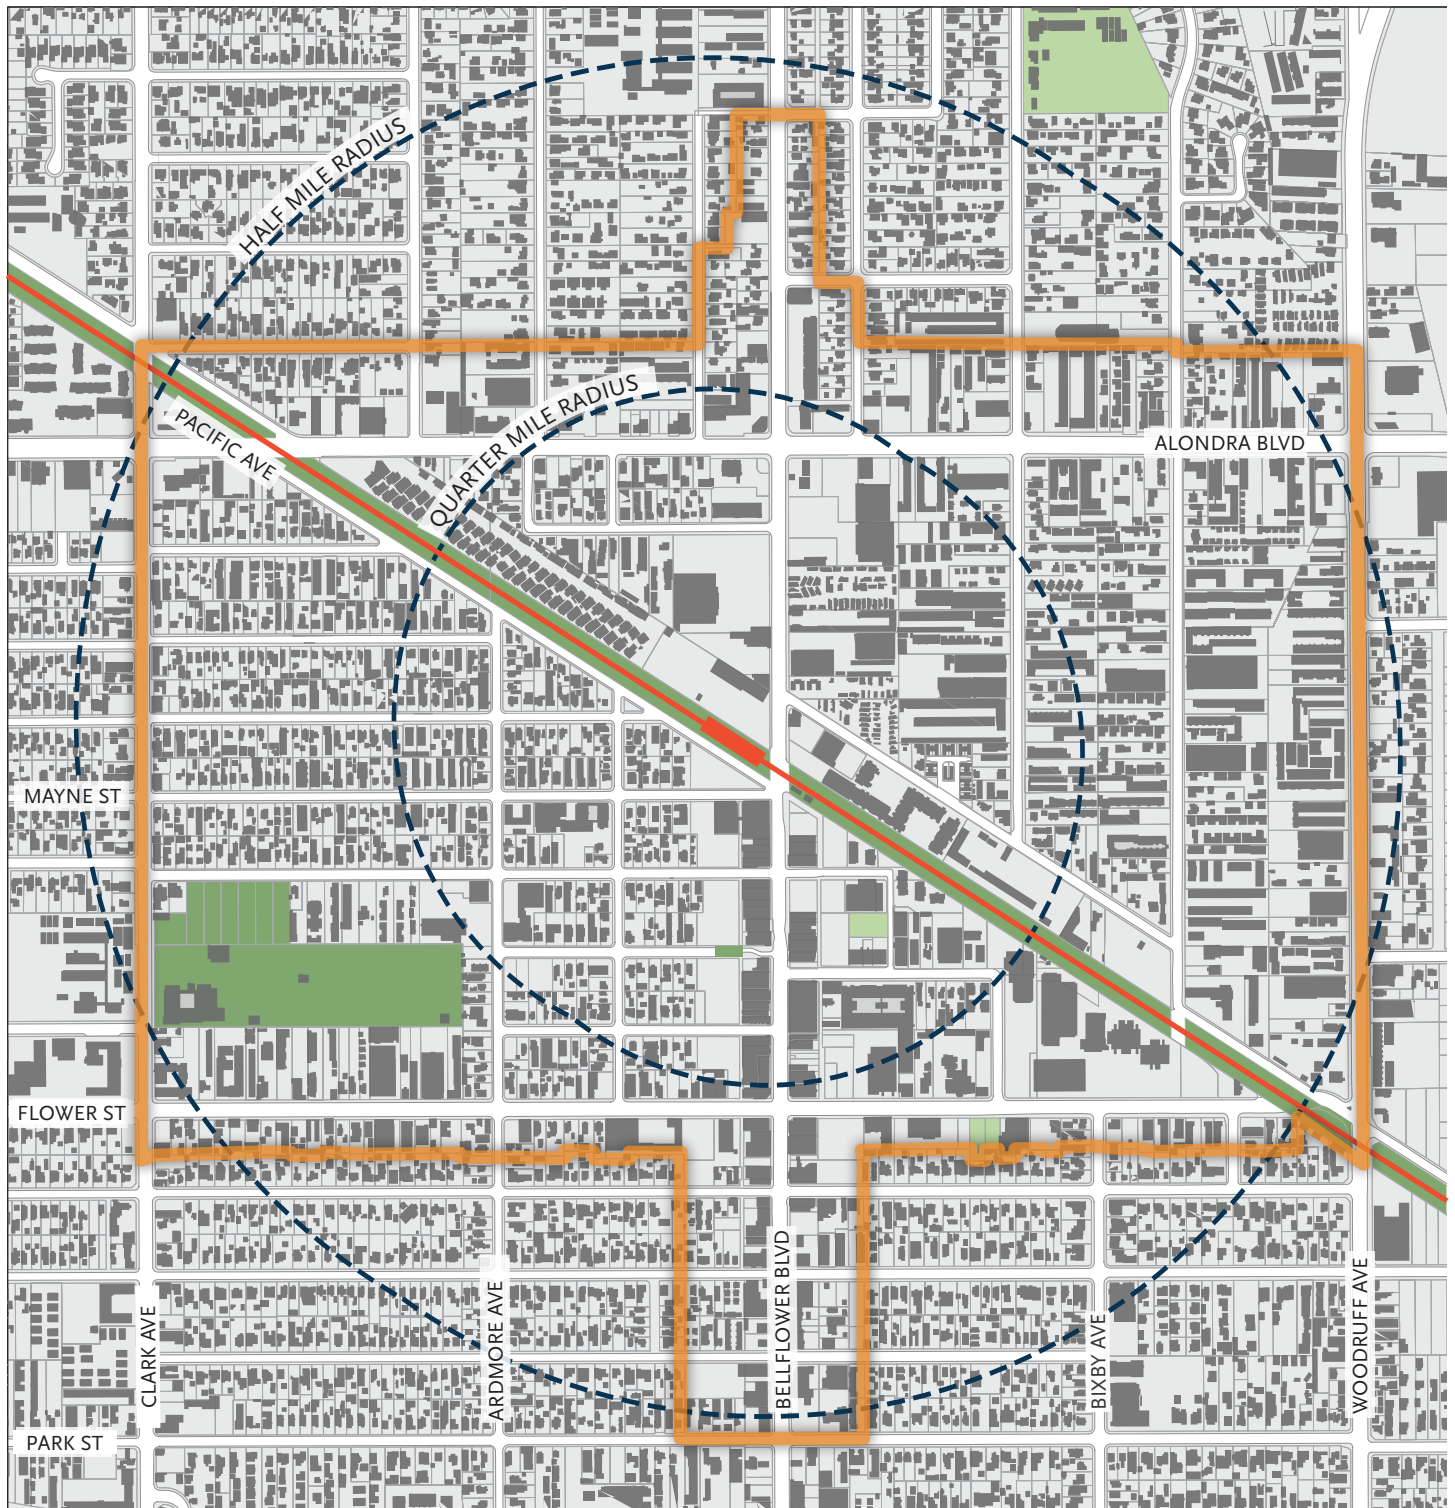 HALF MILE RADIUS
QUARTER MILE RADIUS
PACIFIC AVE
ALONDRA BLVD
MAYNE ST
FLOWER ST
CLARK AVE
ARDMORE AVE
BELLFLOWER BLVD
BIXBY AVE
WOODRUFF AVE
PARK ST